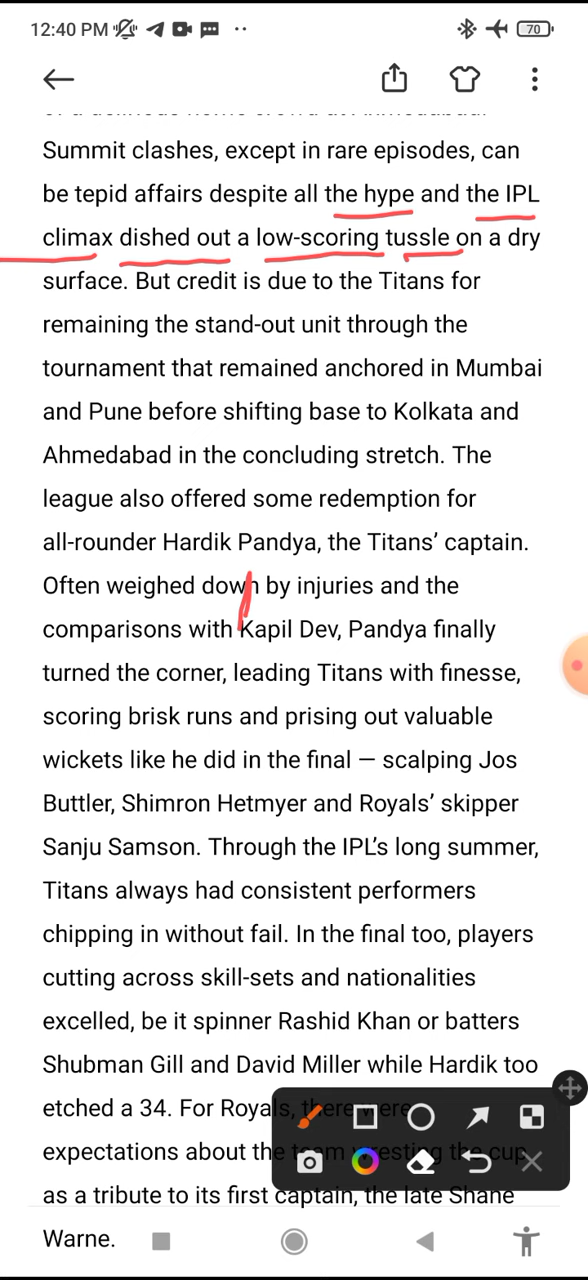 12:40 PM
70
Summit clashes, except in rare episodes, can
be tepid affairs despite all the hype and the IPL
climax dished out a low-scoring tussle on a dry
surface. But credit is due to the Titans for
remaining the stand-out unit through the
tournament that remained anchored in Mumbai
and Pune before shifting base to Kolkata and
Ahmedabad in the concluding stretch. The
league also offered some redemption for
all-rounder Hardik Pandya, the Titans’ captain.
Often weighed down by injuries and the
comparisons with Kapil Dev, Pandya finally
turned the corner, leading Titans with finesse,
scoring brisk runs and prising out valuable
wickets like he did in the final — scalping Jos
Buttler, Shimron Hetmyer and Royals’ skipper
Sanju Samson. Through the IPL’s long summer,
Titans always had consistent performers
chipping in without fail. In the final too, players
cutting across skill-sets and nationalities
excelled, be it spinner Rashid Khan or batters
Shubman Gill and David Miller while Hardik too
etched a 34. For Royals, there were
expectations about the team wresting the cup
as a tribute to its first captain, the late Shane
Warne.